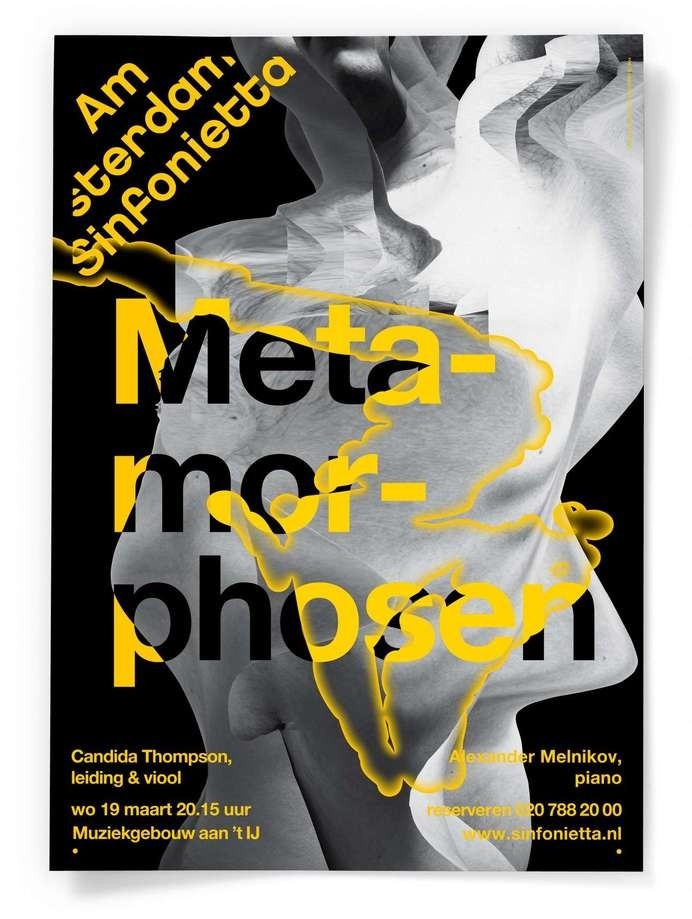 Am
sterdam
Sinfonietta
Meta-
mor-
phosen
Candida Thompson,
leiding & viool
wo 19 maart 20.15 uur
Muziekgebouw aan 't IJ
Alexander Melnikov,
piano
reserveren 020 788 20 00
www.sinfonietta.nl